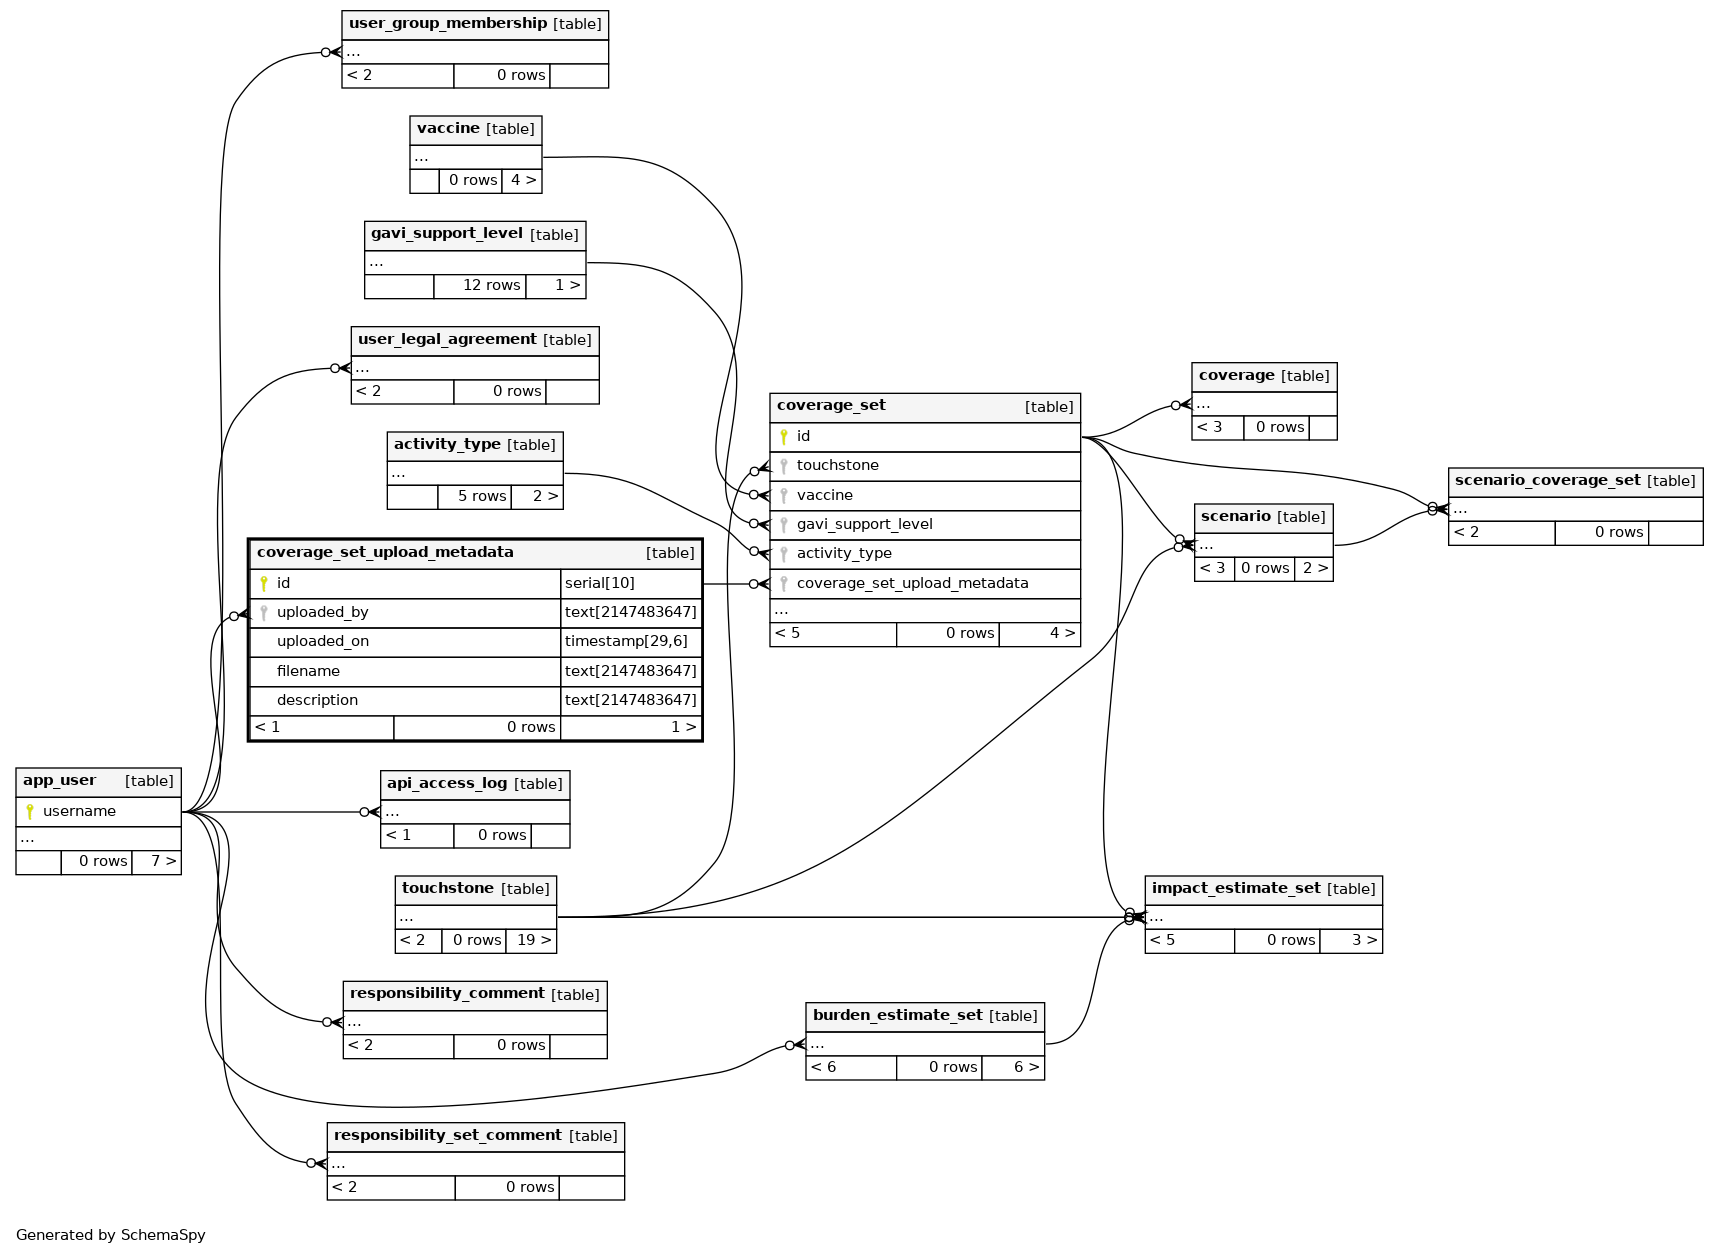 user_group_membership [table]
...
< 2 0 rows
vaccine [table]
...
0 rows 4 >
gavi_support_level [table]
...
12 rows 1 >
user_legal_agreement [table]
...
< 2 0 rows
activity_type [table]
...
5 rows 2 >
coverage_set_upload_metadata [table]
id serial[10]
uploaded_by text[2147483647]
uploaded_on timestamp[29,6]
filename text[2147483647]
description text[2147483647]
< 1 0 rows 1 >
app_user [table]
username
...
0 rows 7 >
api_access_log [table]
...
< 1 0 rows
touchstone [table]
...
< 2 0 rows 19 >
responsibility_comment [table]
...
< 2 0 rows
responsibility_set_comment [table]
...
< 2 0 rows
coverage_set [table]
id
touchstone
vaccine
gavi_support_level
activity_type
coverage_set_upload_metadata
...
< 5 0 rows 4 >
burden_estimate_set [table]
...
< 6 0 rows 6 >
coverage [table]
...
< 3 0 rows
scenario [table]
...
< 3 0 rows 2 >
impact_estimate_set [table]
...
< 5 0 rows 3 >
scenario_coverage_set [table]
...
< 2 0 rows
Generated by SchemaSpy